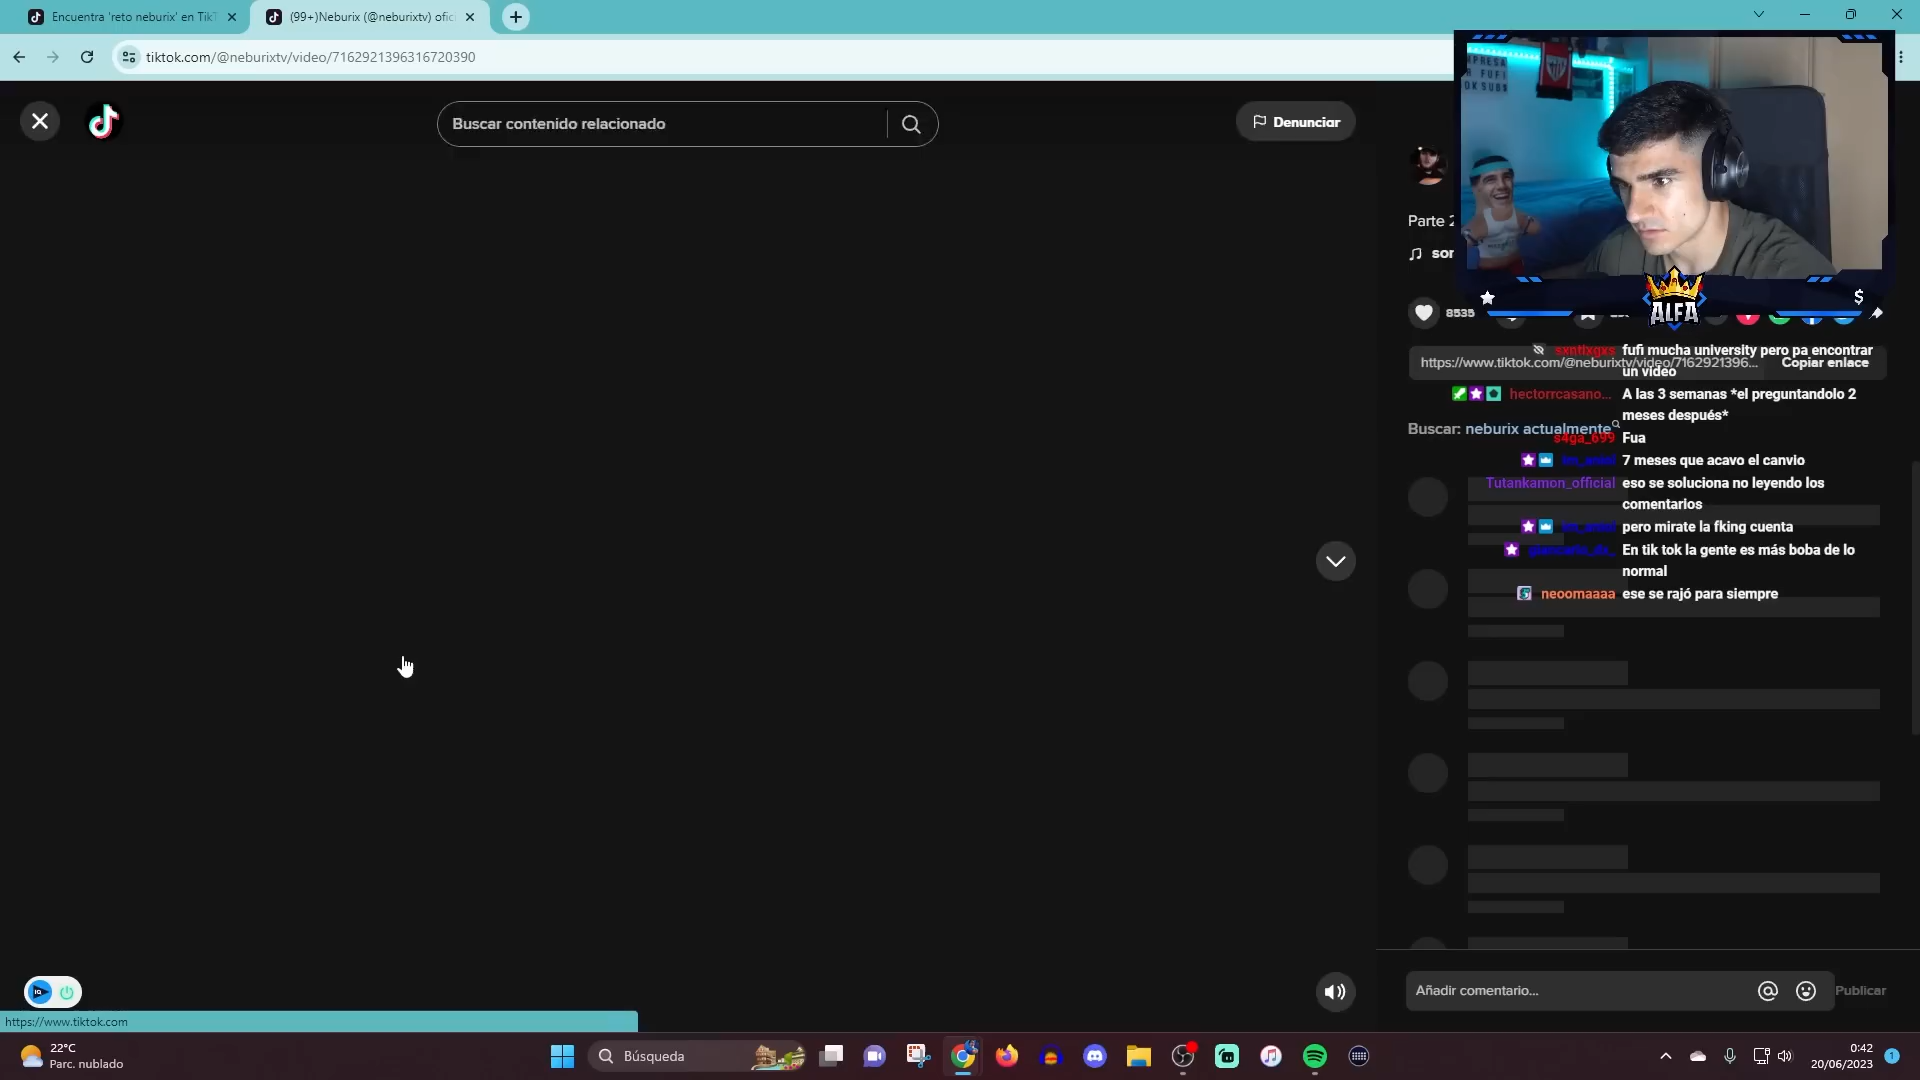 Encuentra 'reto neburix' en TikT
(99+)Neburix (@neburixtv) ofic
tiktok.com/@neburixtv/video/7162921396316720390
Buscar contenido relacionado
Denunciar
Parte 2
8535
ALFA
$
https://www.tiktok.com/@neburixtv/video/7162921396...
Copiar enlace
Buscar: neburix actualmente
sxntixgxs fufi mucha university pero pa encontrar
un video
hectorrcasano... A las 3 semanas *el preguntandolo 2
meses después*
s4ga_699 Fua
7 meses que acavo el canvio
Tutankamon_official eso se soluciona no leyendo los
comentarios
pero mirate la fking cuenta
En tik tok la gente es más boba de lo
normal
neoomaaaa ese se rajó para siempre
Añadir comentario...
Publicar
https://www.tiktok.com
22°C
Parc. nublado
Búsqueda
0:42
20/06/2023
1